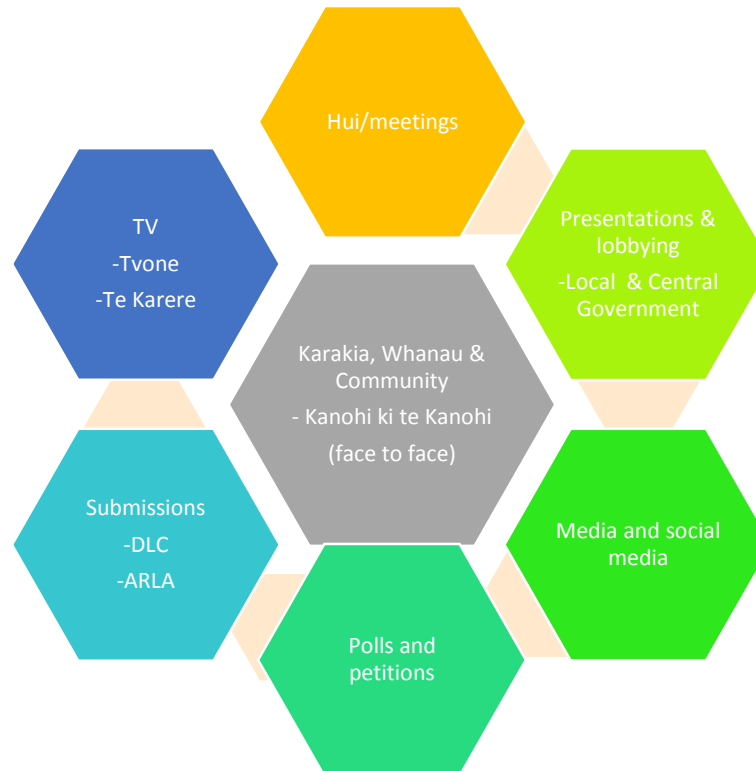 Hui/meetings
Presentations &
lobbying
-Local & Central
Government
Media and social
media
Polls and
petitions
Submissions
-DLC
-ARLA
TV
-Tvone
-Te Karere
Karakia, Whanau &
Community
- Kanohi ki te Kanohi
(face to face)